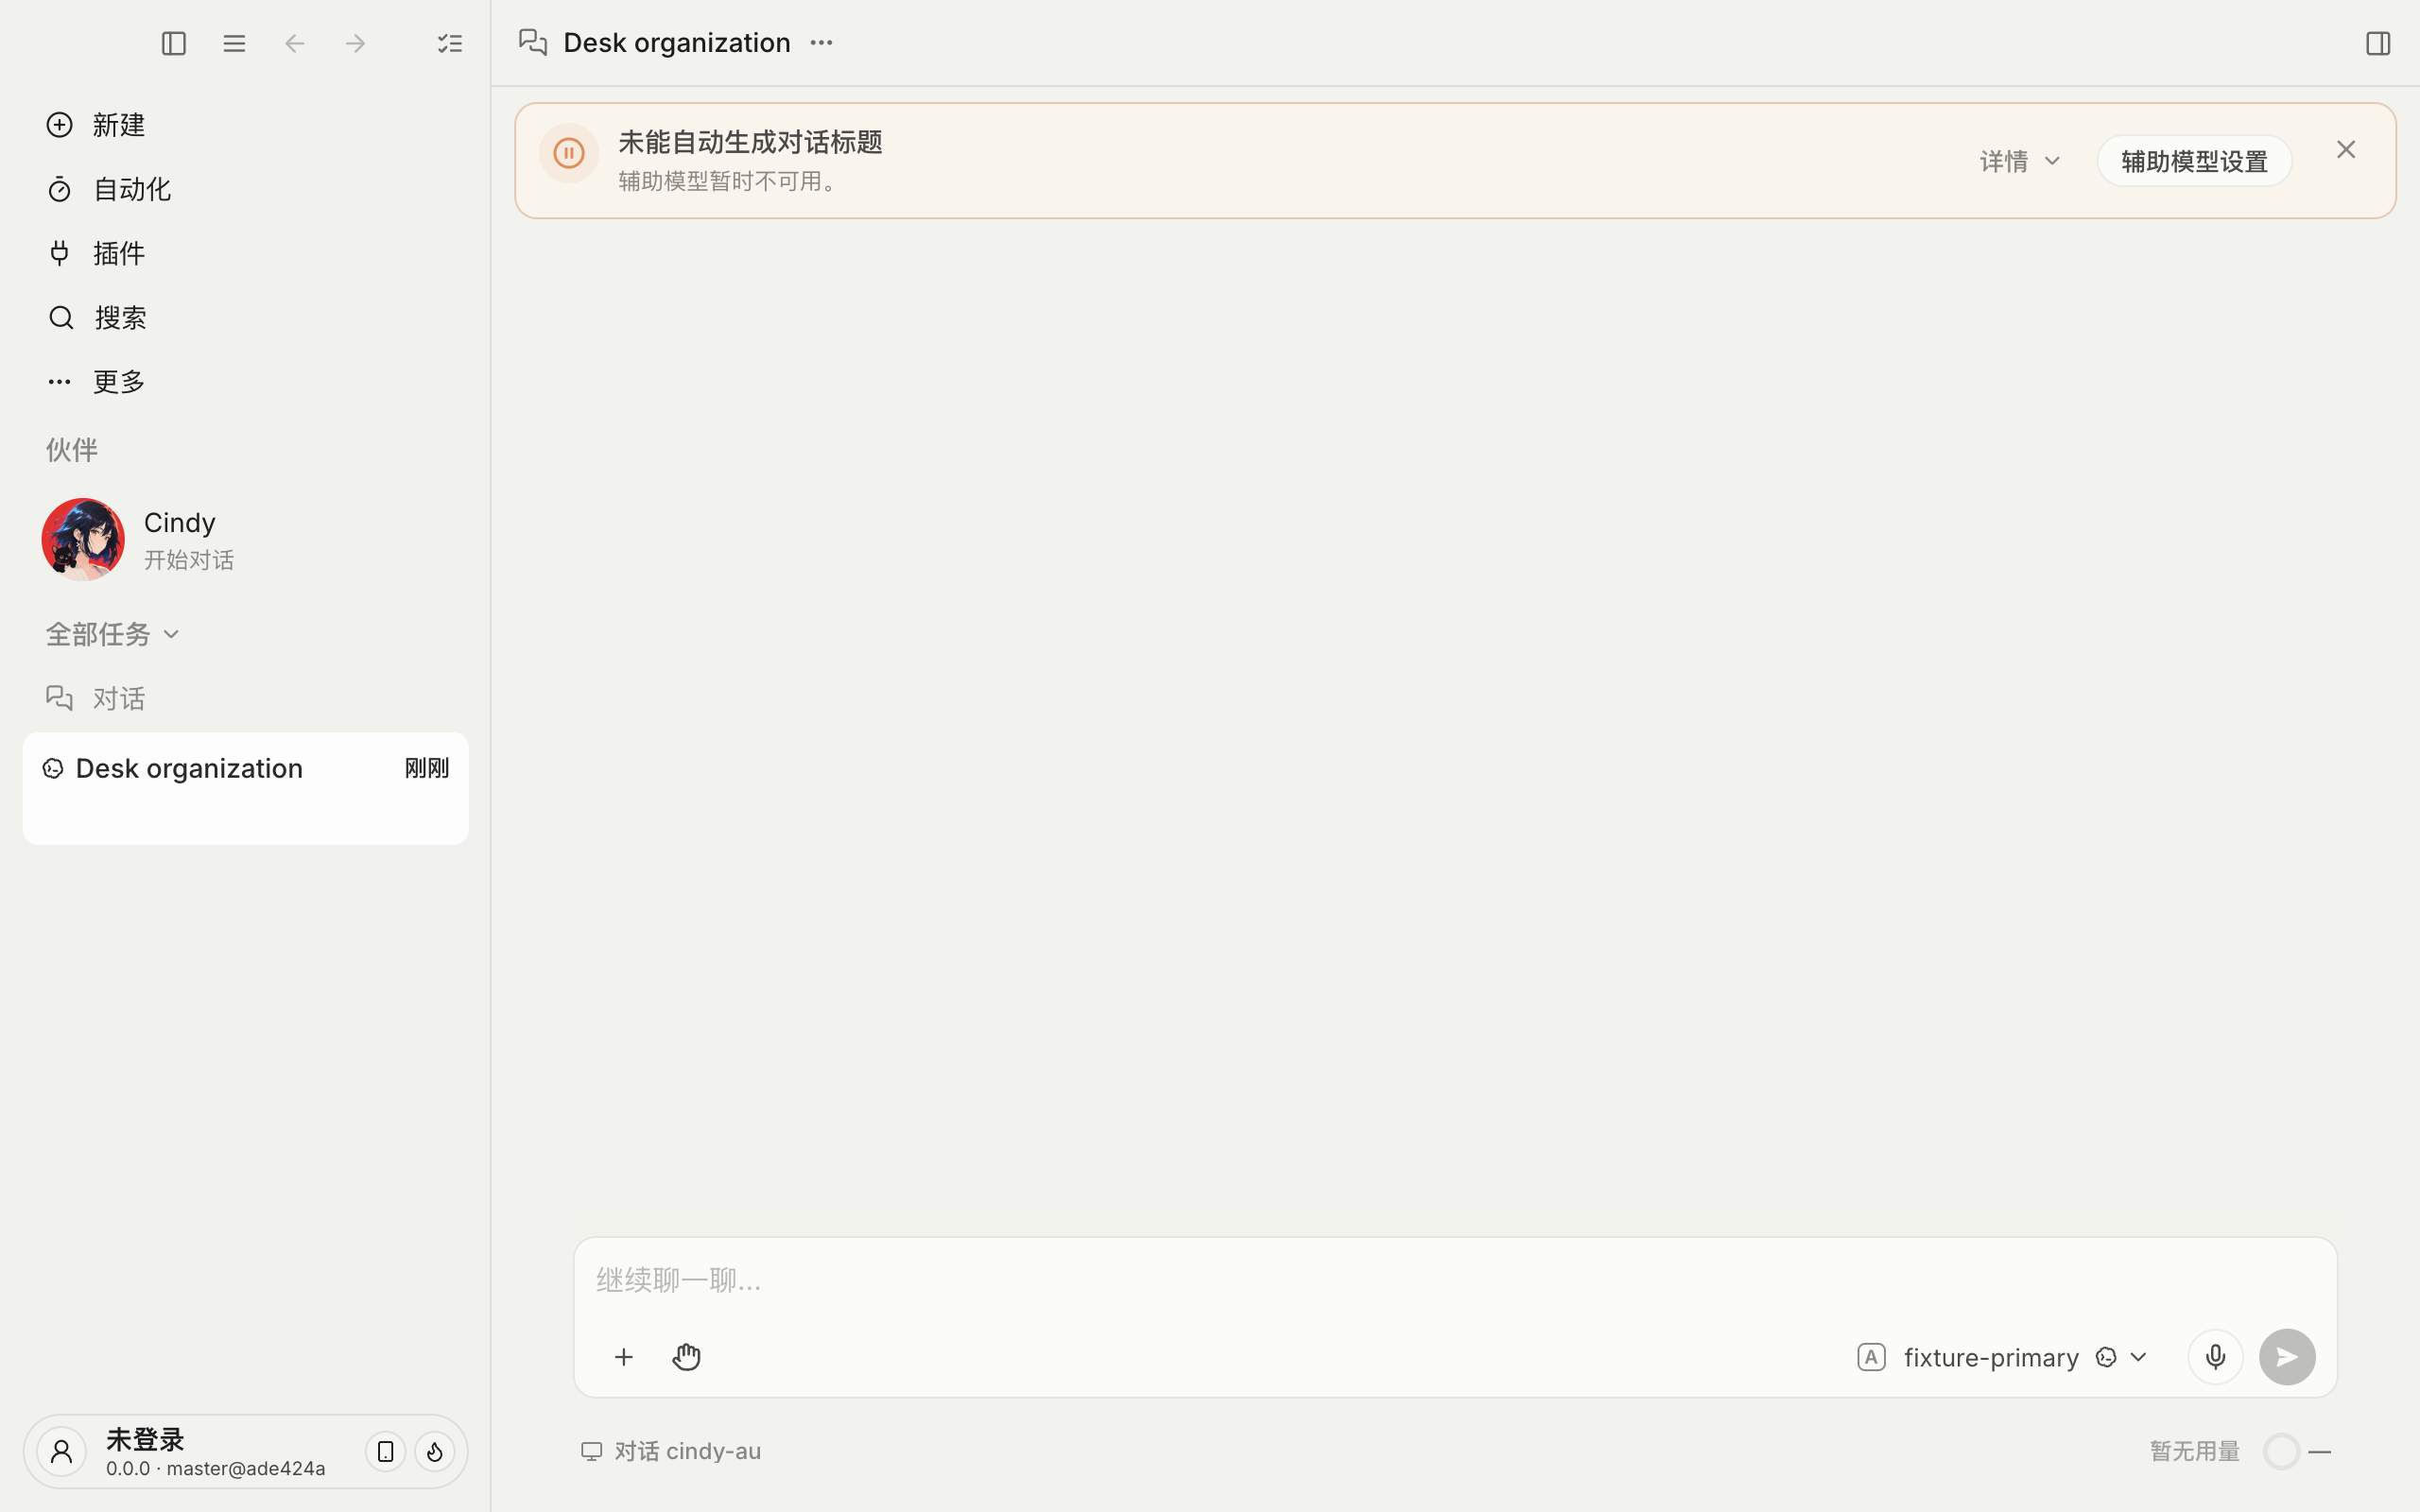 Desk organization
新建
自动化
插件
搜索
更多
伙伴
Cindy
开始对话
全部任务
对话
Desk organization 刚刚
未登录
0.0.0 · master@ade424a
未能自动生成对话标题
辅助模型暂时不可用。
详情
辅助模型设置
继续聊一聊...
A fixture-primary
对话 cindy-au
暂无用量